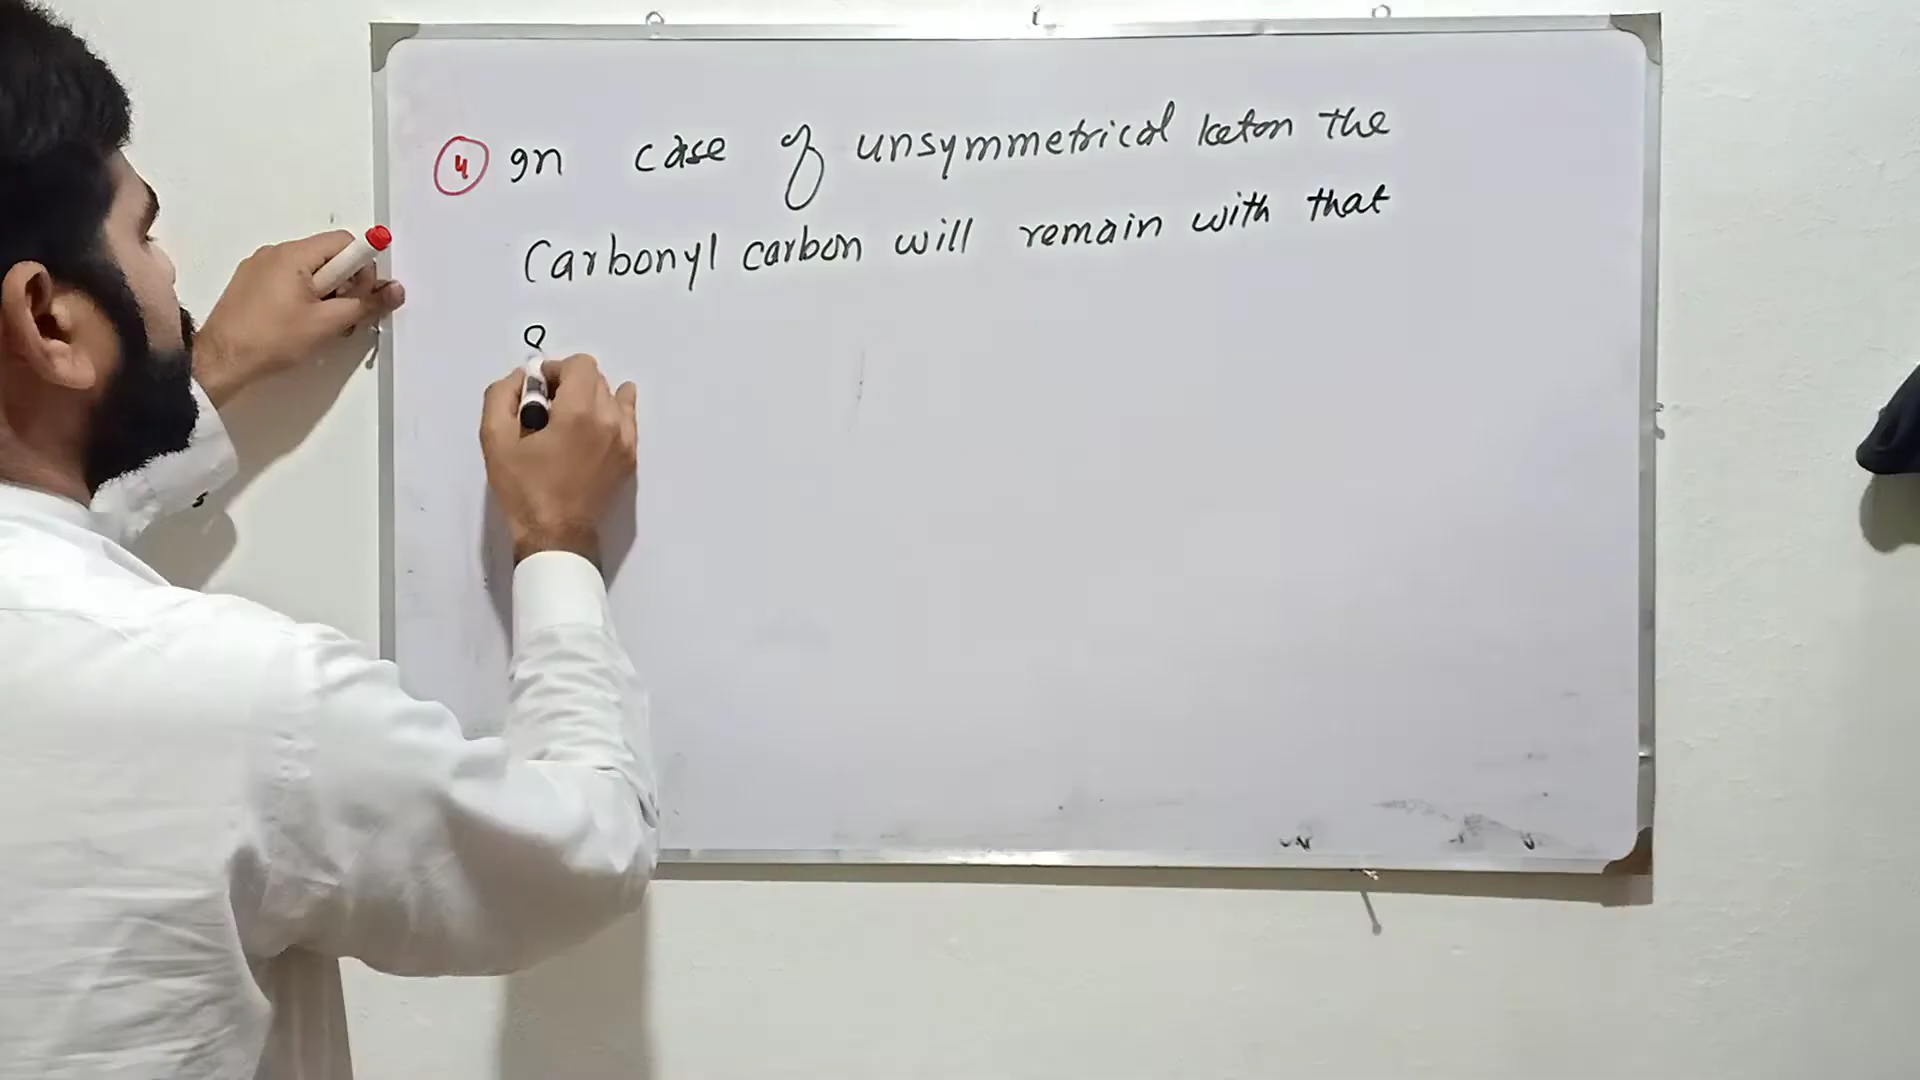 4 In case of unsymmetrical keton the
Carbonyl carbon will remain with that